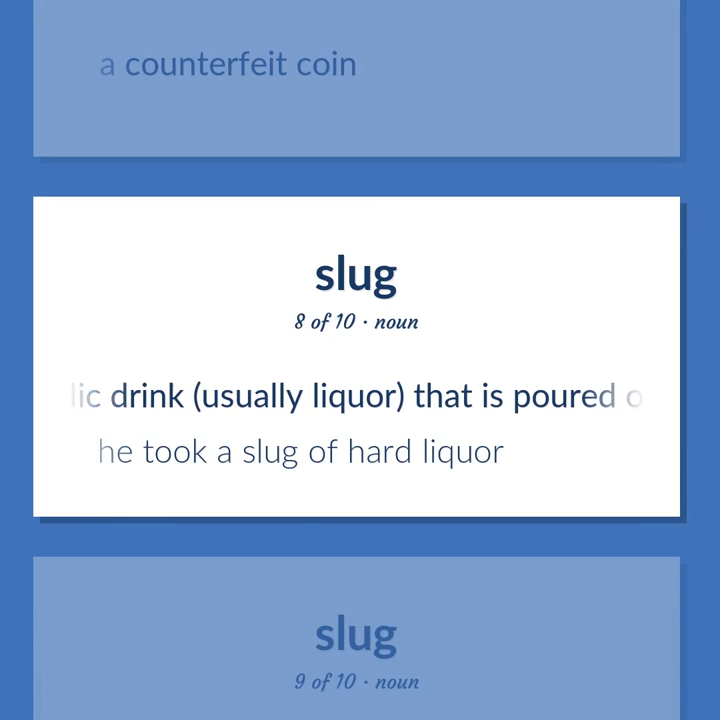 a counterfeit coin
slug
8 of 10 · noun
lic drink (usually liquor) that is poured o
he took a slug of hard liquor
slug
9 of 10 · noun